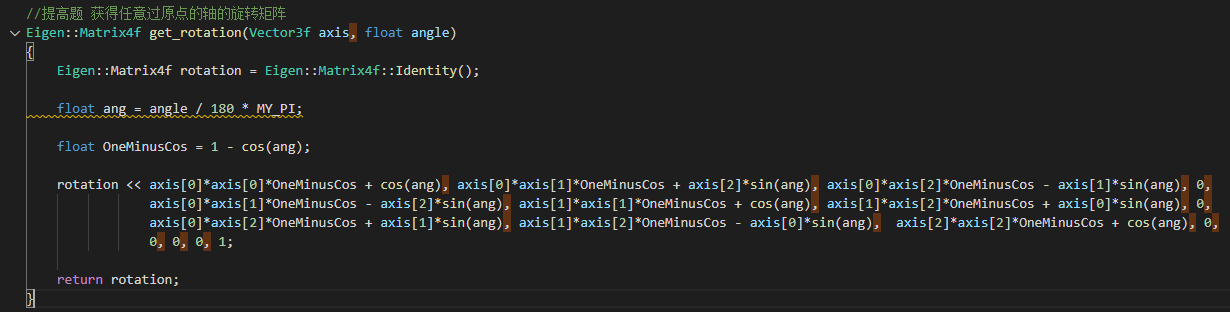 //提高题 获得任意过原点的轴的旋转矩阵
Eigen::Matrix4f get_rotation(Vector3f axis, float angle)
{
    Eigen::Matrix4f rotation = Eigen::Matrix4f::Identity();
    float ang = angle / 180 * MY_PI;
    float OneMinusCos = 1 - cos(ang);
    rotation << axis[0]*axis[0]*OneMinusCos + cos(ang), axis[0]*axis[1]*OneMinusCos + axis[2]*sin(ang), axis[0]*axis[2]*OneMinusCos - axis[1]*sin(ang), 0,
                axis[0]*axis[1]*OneMinusCos - axis[2]*sin(ang), axis[1]*axis[1]*OneMinusCos + cos(ang), axis[1]*axis[2]*OneMinusCos + axis[0]*sin(ang), 0,
                axis[0]*axis[2]*OneMinusCos + axis[1]*sin(ang), axis[1]*axis[2]*OneMinusCos - axis[0]*sin(ang),  axis[2]*axis[2]*OneMinusCos + cos(ang), 0,
                0, 0, 0, 1;
    return rotation;
}